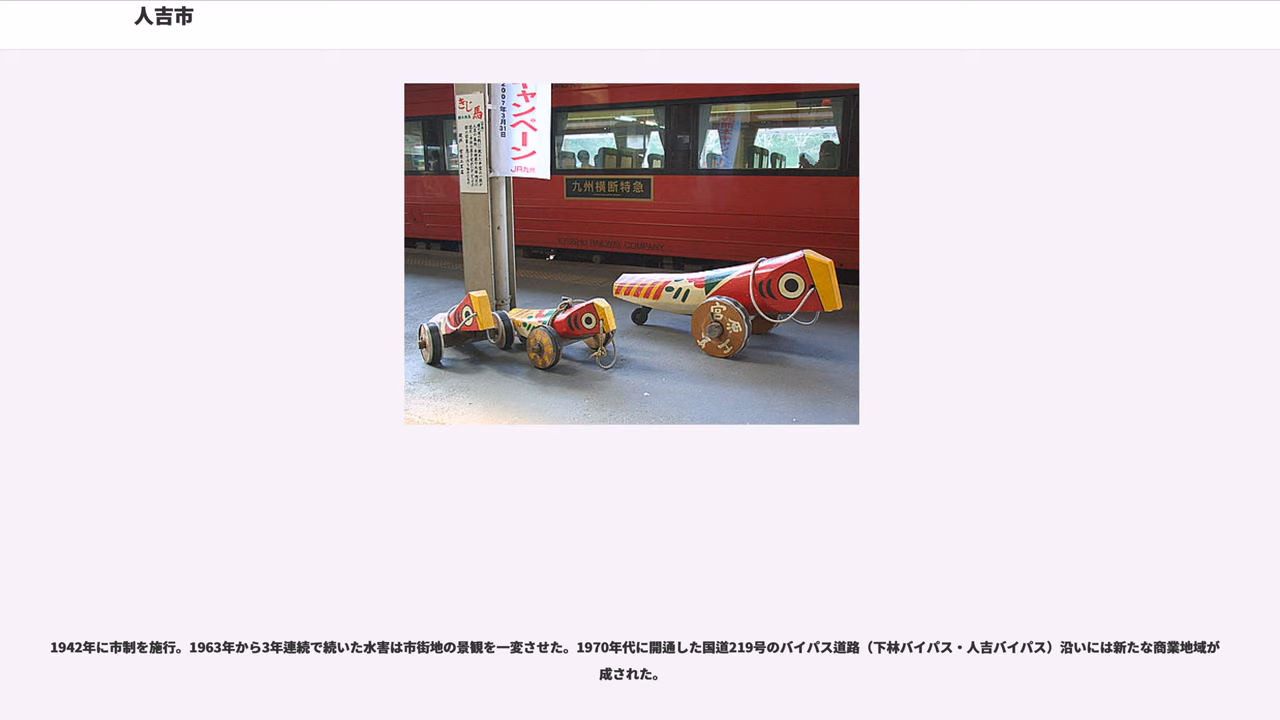 人吉市
きじ馬
2007年3月31日
キャンペーン
JR九州
九州横断特急
KYUSHU RAILWAY COMPANY
宮原
1942年に市制を施行。1963年から3年連続で続いた水害は市街地の景観を一変させた。1970年代に開通した国道219号のバイパス道路（下林バイパス・人吉バイパス）沿いには新たな商業地域が
成された。